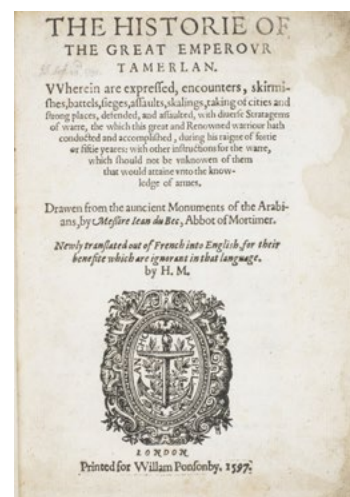 THE HISTORIE OF
THE GREAT EMPEROVR
TAMERLAN.
VVherein are expreſſed, encounters, skirmi-
ſhes, battels, ſieges, aſſaults, skalings, taking of cities and
ſtrong places, defended, and aſſaulted, with diuerſe Stratagems
of warre, the which this great and Renowned warriour hath
conducted and accompliſhed, during his raigne of fortie
or fiftie yeares: with other inſtructions for the warre,
which ſhould not be vnknowen of them
that would attaine vnto the know-
ledge of armes.
Drawen from the auncient Monuments of the Arabi-
ans, by Meſsire Iean du Bec, Abbot of Mortimer.
Newly tranſlated out of French into Engliſh, for their
benefite which are ignorant in that language.
by H. M.
LONDON
Printed for Willam Ponſonby, 1597.